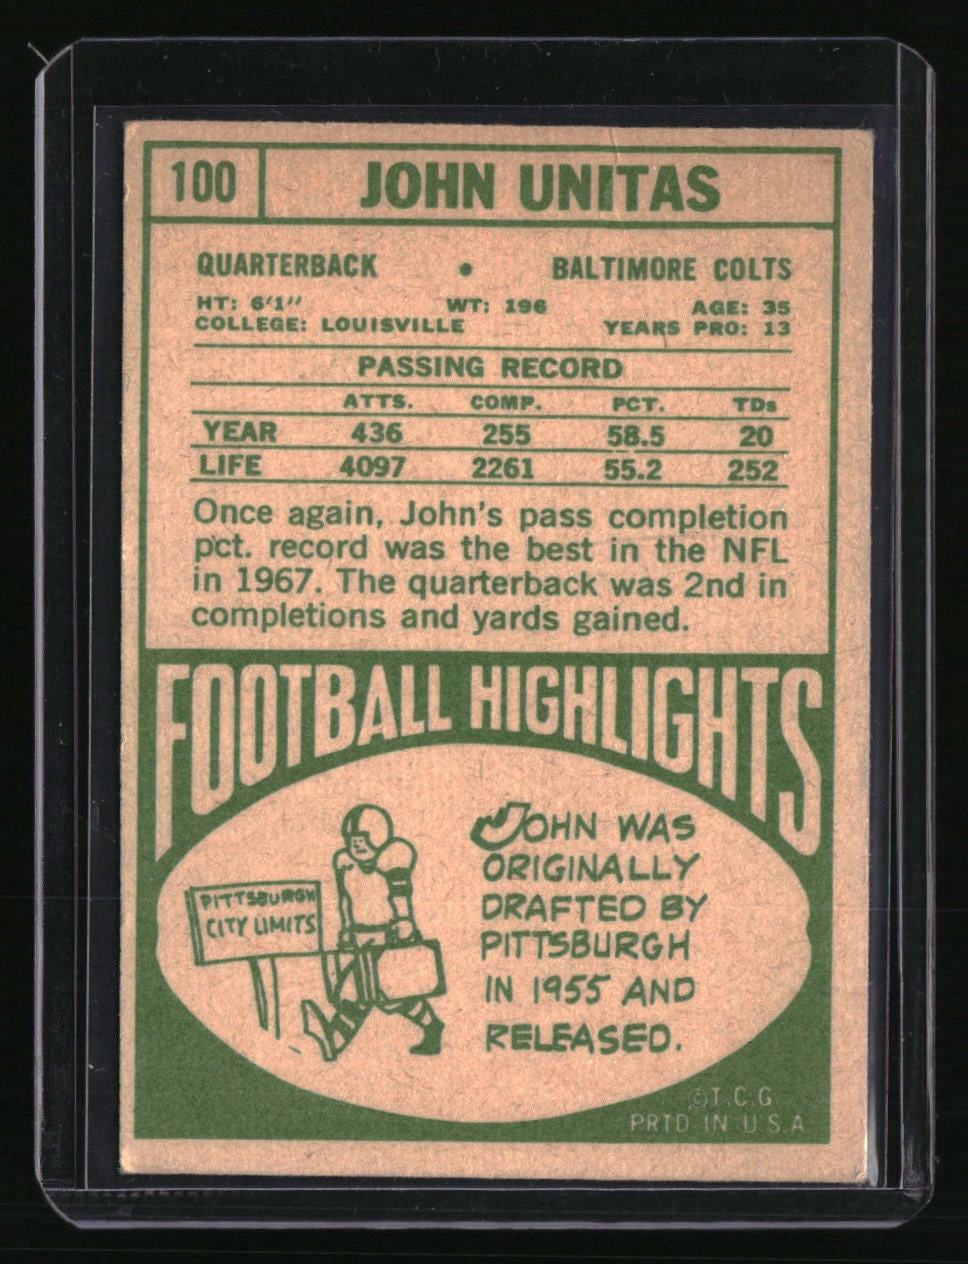 100 JOHN UNITAS
QUARTERBACK • BALTIMORE COLTS
HT: 6'1" WT: 196 AGE: 35
COLLEGE: LOUISVILLE YEARS PRO: 13
PASSING RECORD
ATTS. COMP. PCT. TDs
YEAR 436 255 58.5 20
LIFE 4097 2261 55.2 252
Once again, John's pass completion
pct. record was the best in the NFL
in 1967. The quarterback was 2nd in
completions and yards gained.
FOOTBALL HIGHLIGHTS
PITTSBURGH
CITY LIMITS
JOHN WAS
ORIGINALLY
DRAFTED BY
PITTSBURGH
IN 1955 AND
RELEASED.
©T.C.G.
PRTD IN U.S.A